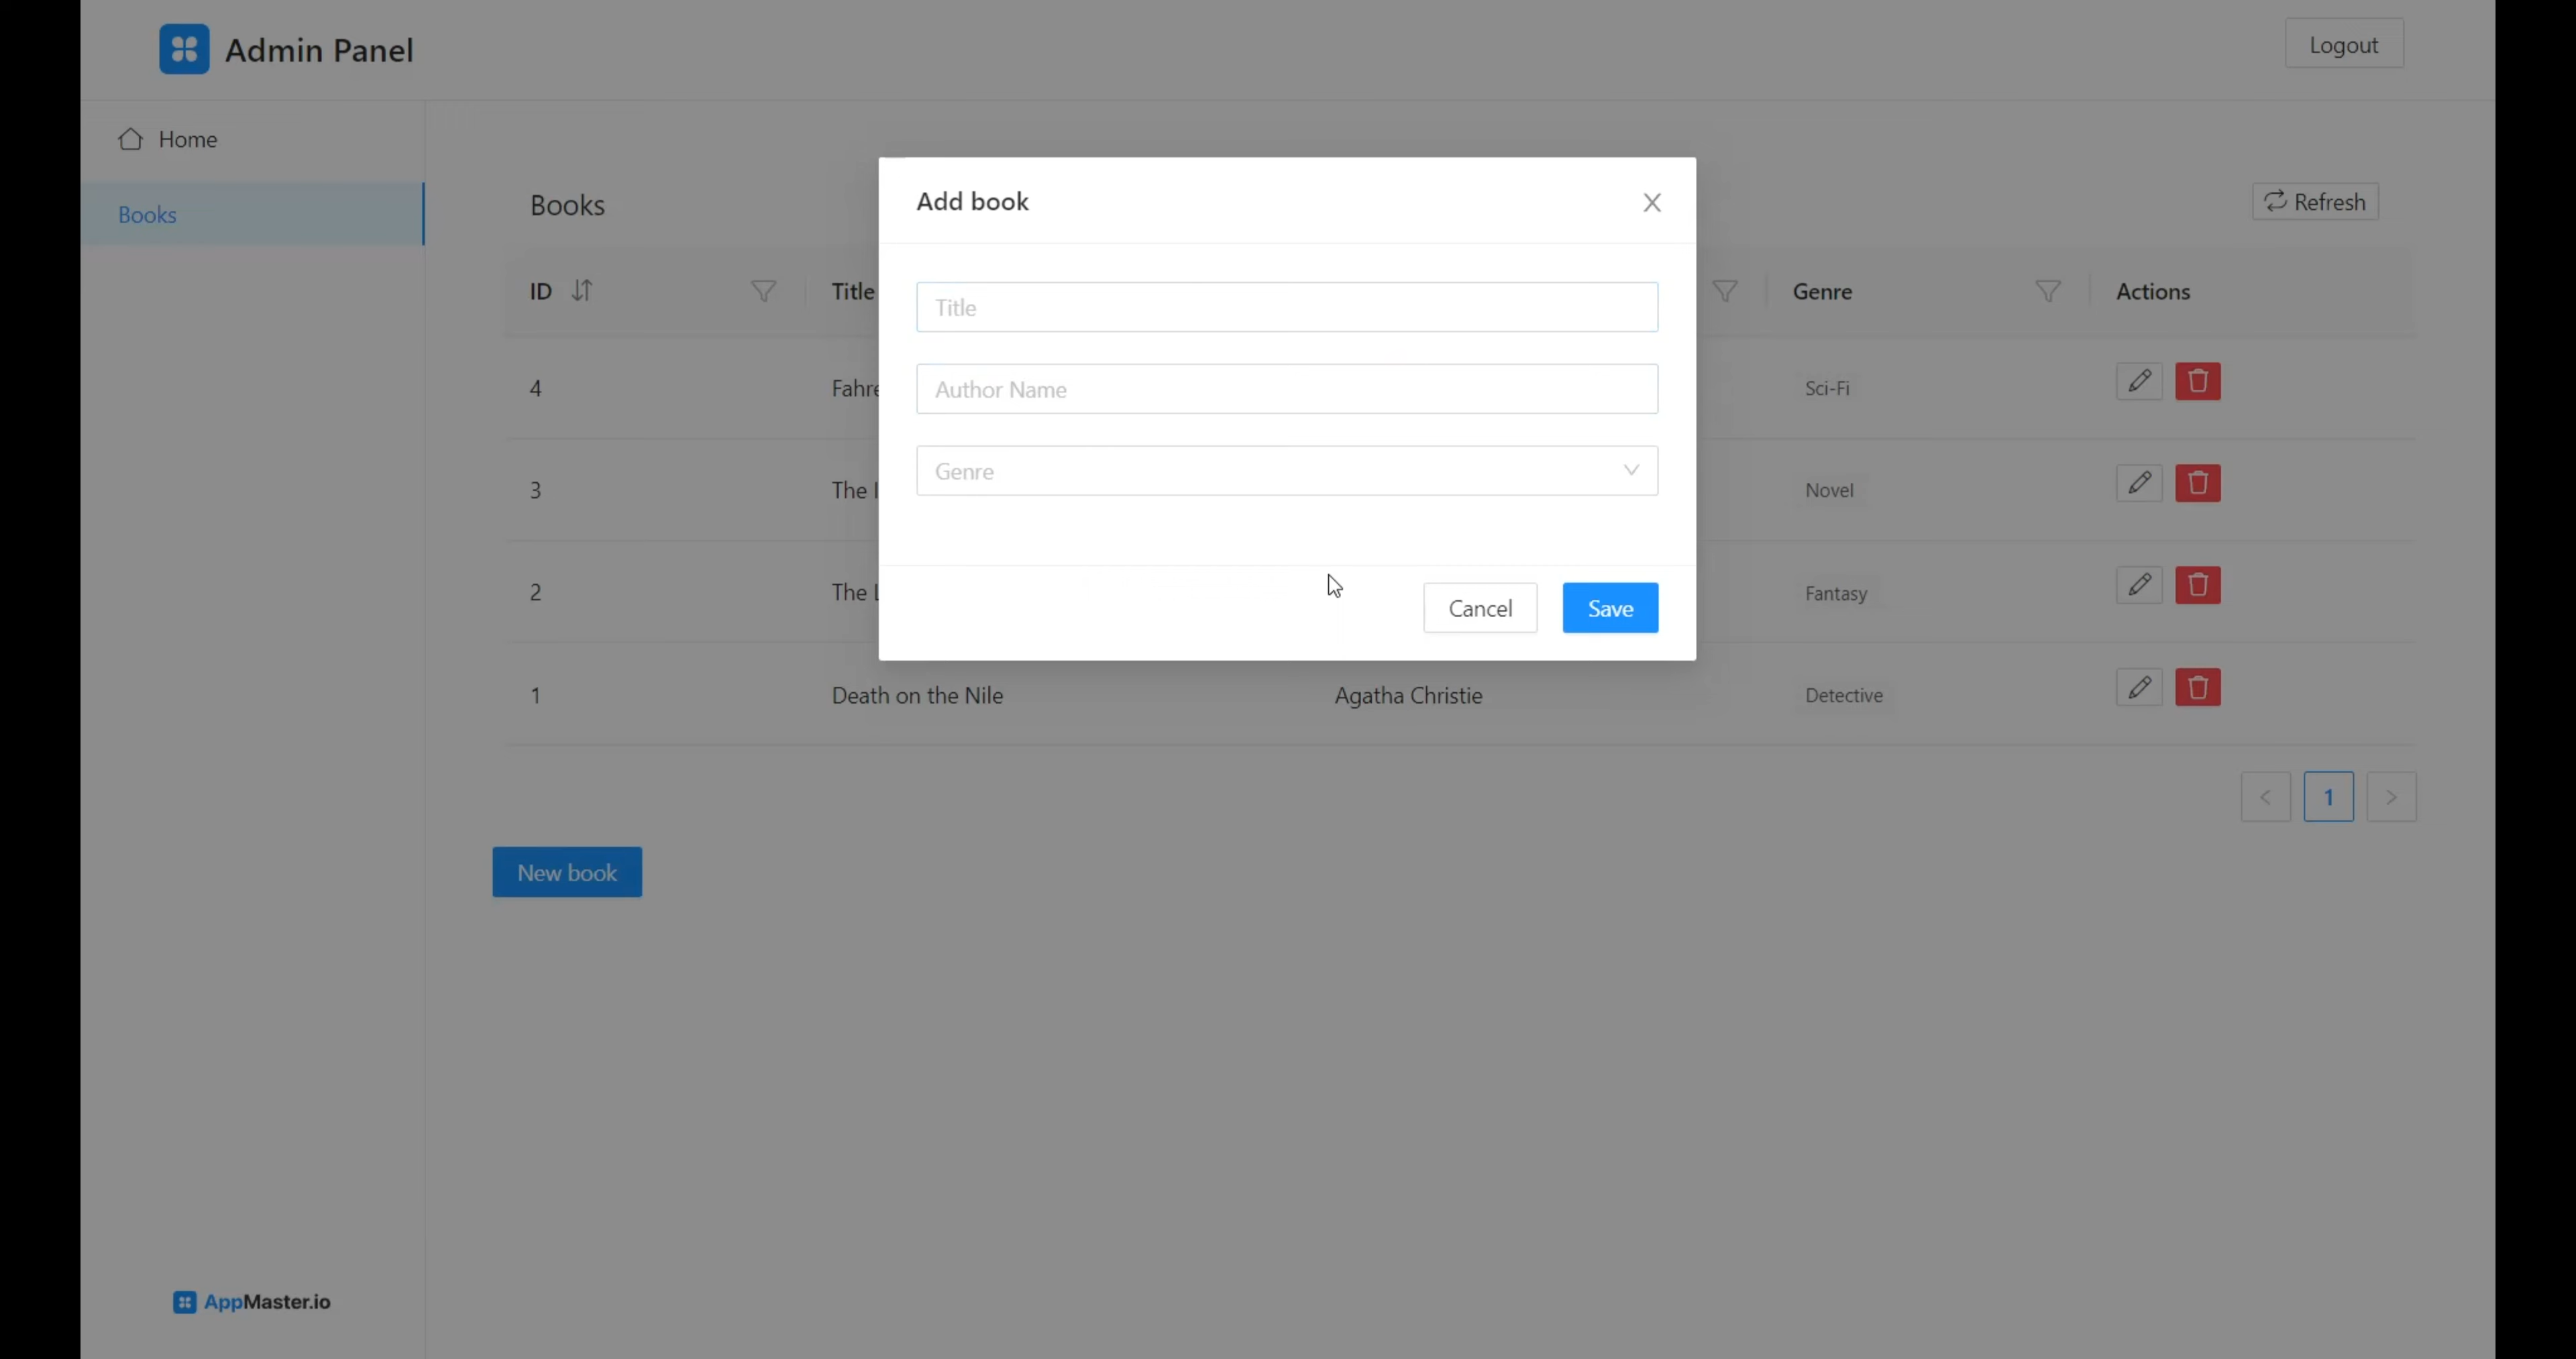 Admin Panel
Logout
Home
Books
Books
Refresh
Add book
Title
Author Name
Genre
Cancel
Save
ID
Title
Genre
Actions
4
Sci-Fi
3
The
Novel
2
The
Fantasy
1
Death on the Nile
Agatha Christie
Detective
1
New book
AppMaster.io